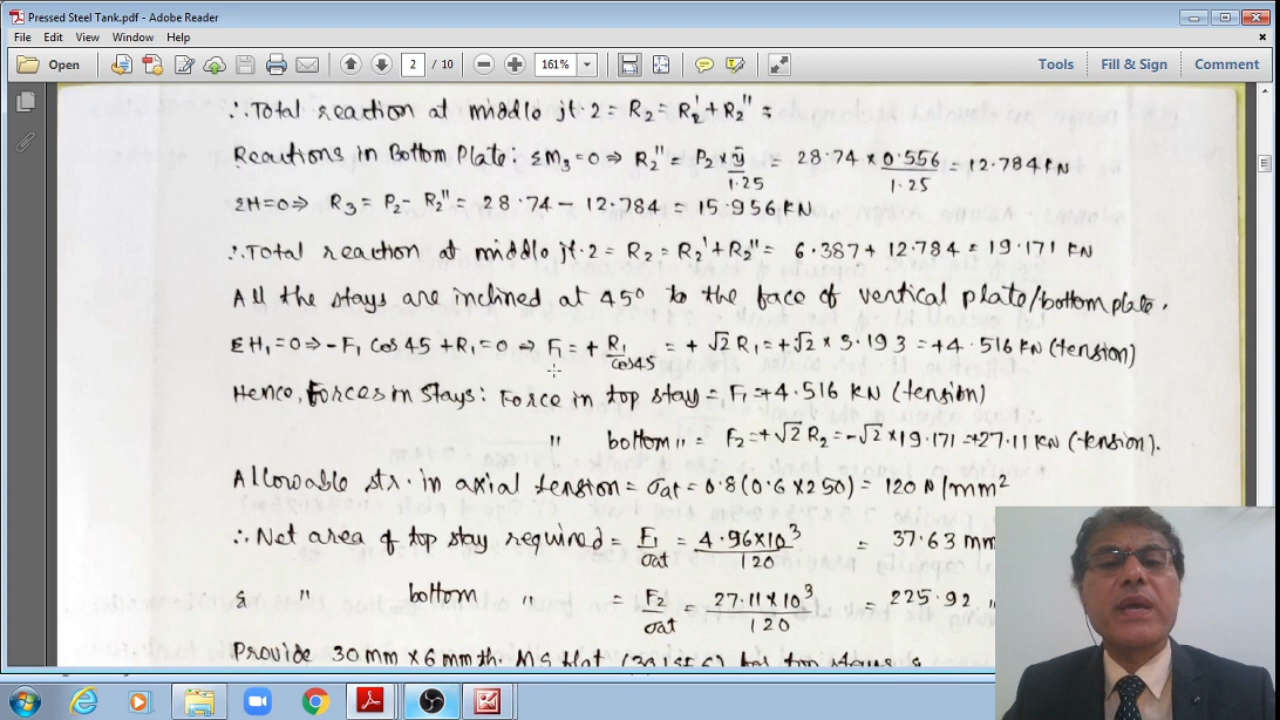 Pressed Steel Tank.pdf - Adobe Reader
File Edit View Window Help
Open 2 / 10 161% Tools Fill & Sign Comment
∴Total reaction at middle jt. 2 = R₂ = R₂' + R₂" =
Reactions in Bottom Plate: ΣM₃=0 ⇒ R₂" = P₂ × ȳ/1.25 = 28.74 × 0.556/1.25 = 12.784 KN
ΣH=0 ⇒ R₃ = P₂ - R₂" = 28.74 - 12.784 = 15.956 KN
∴Total reaction at middle jt. 2 = R₂ = R₂' + R₂" = 6.387 + 12.784 = 19.171 KN
All the stays are inclined at 45° to the face of vertical plate/bottom plate.
ΣH₁=0 ⇒ -F₁ cos 45 + R₁ = 0 ⇒ F₁ = + R₁/cos45 = + √2 R₁ = +√2 × 3.193 = +4.516 KN (tension)
Hence, Forces in Stays: Force in top stay = F₁ = +4.516 KN (tension)
" bottom " = F₂ = +√2 R₂ = -√2 × 19.171 = +27.11 KN (tension).
Allowable str. in axial tension = σat = 0.8 (0.6 × 250) = 120 N/mm²
∴ Net area of top stay required = F₁/σat = 4.96×10³/120 = 37.63 mm
& " bottom " = F₂/σat = 27.11×10³/120 = 225.92 "
Provide 30 mm × 6 mm th. M.S flat (30 ISF 6) for top stays &